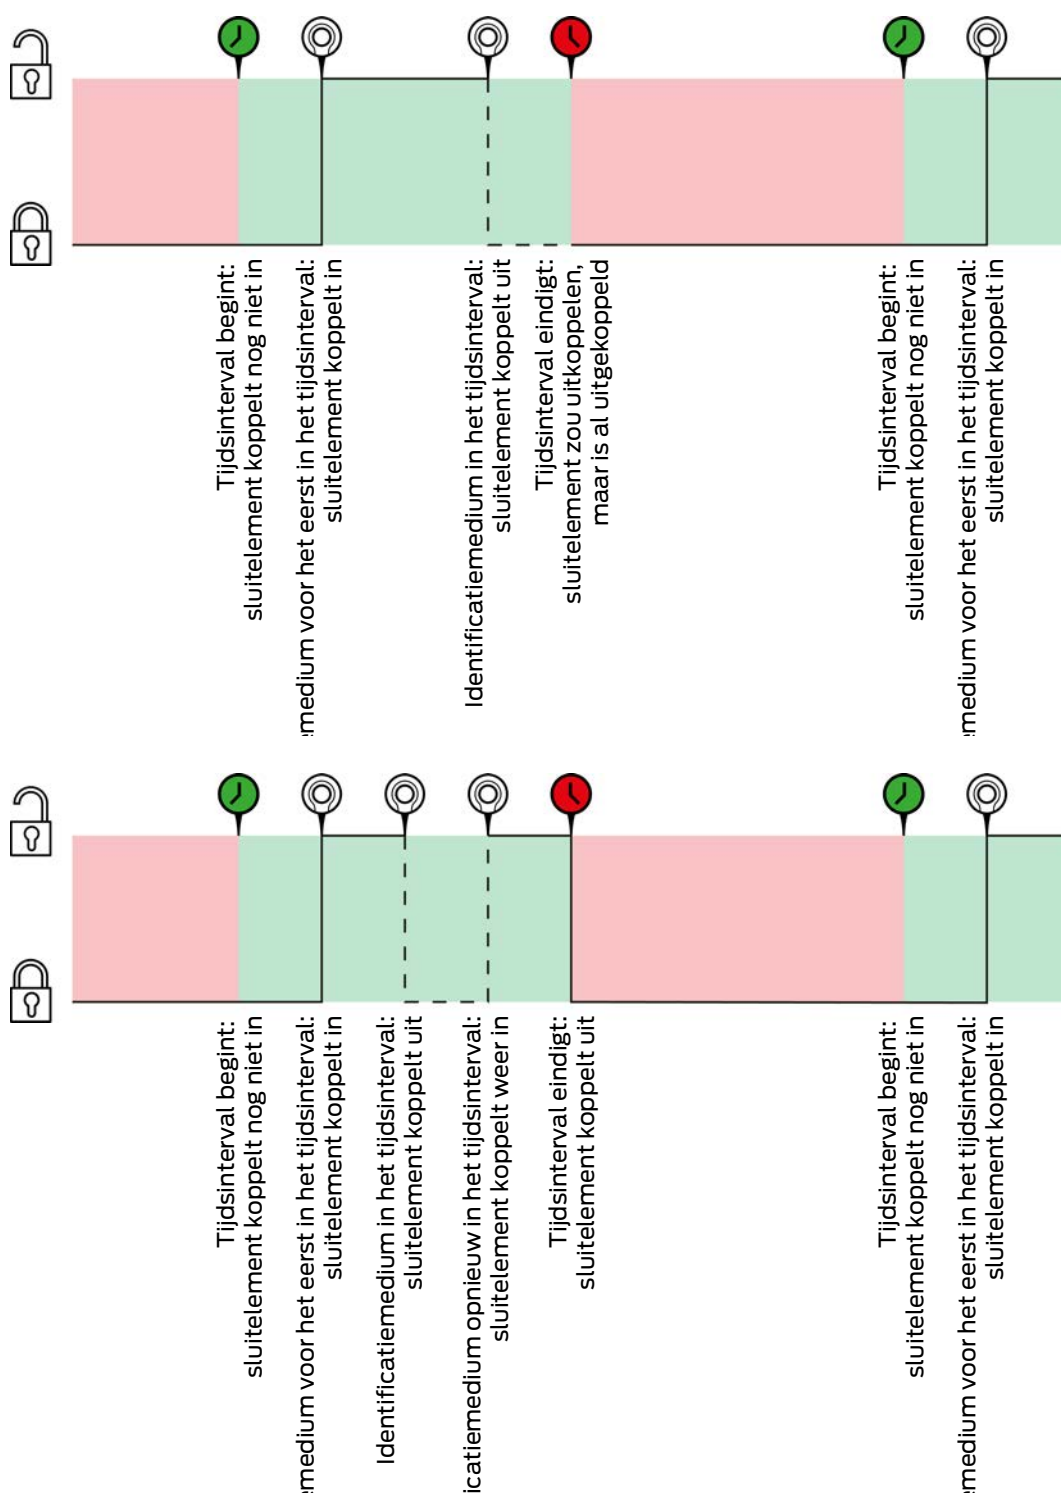 Tijdsinterval begint:
sluitelement koppelt nog niet in
emedium voor het eerst in het tijdsinterval:
sluitelement koppelt in
Identificatiemedium in het tijdsinterval:
sluitelement koppelt uit
Tijdsinterval eindigt:
sluitelement zou uitkoppelen,
maar is al uitgekoppeld
Tijdsinterval begint:
sluitelement koppelt nog niet in
emedium voor het eerst in het tijdsinterval:
sluitelement koppelt in
Tijdsinterval begint:
sluitelement koppelt nog niet in
emedium voor het eerst in het tijdsinterval:
sluitelement koppelt in
Identificatiemedium in het tijdsinterval:
sluitelement koppelt uit
icatiemedium opnieuw in het tijdsinterval:
sluitelement koppelt weer in
Tijdsinterval eindigt:
sluitelement koppelt uit
Tijdsinterval begint:
sluitelement koppelt nog niet in
emedium voor het eerst in het tijdsinterval:
sluitelement koppelt in